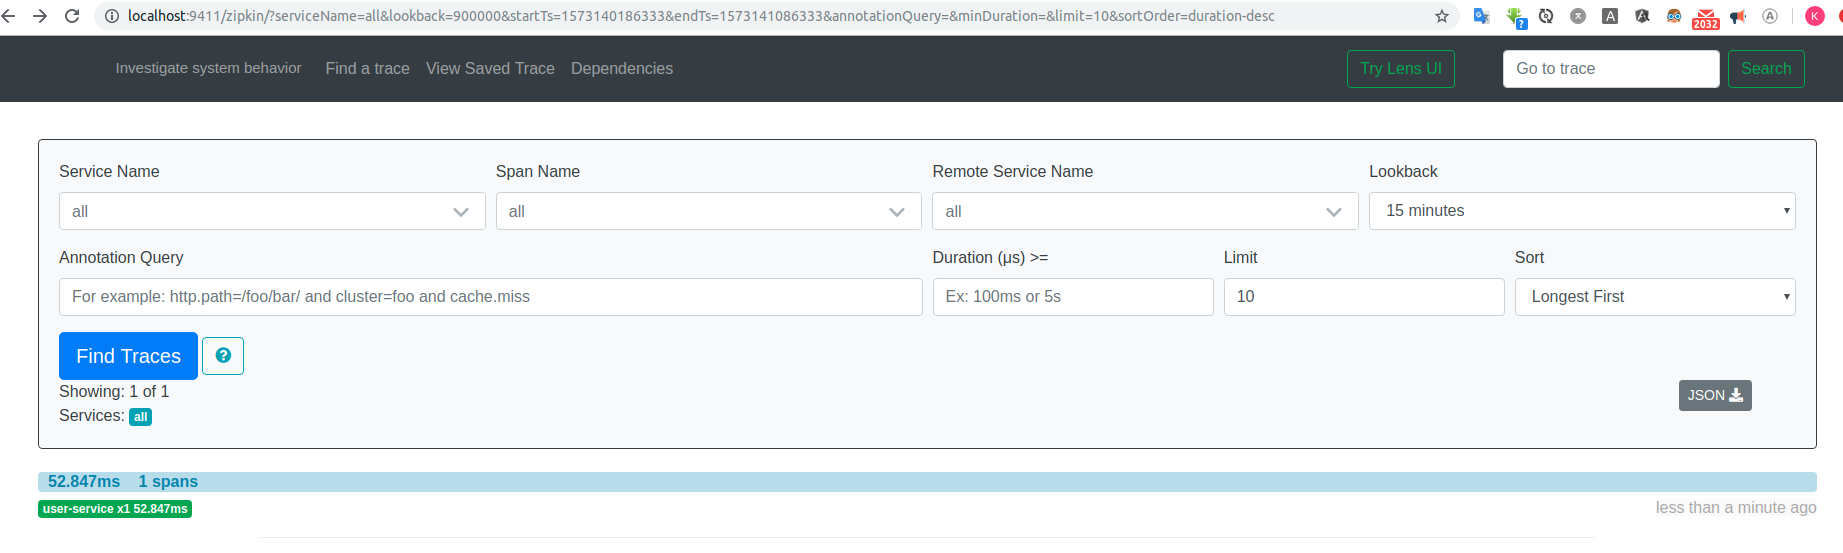 localhost:9411/zipkin/?serviceName=all&lookback=900000&startTs=1573140186333&endTs=1573141086333&annotationQuery=&minDuration=&limit=10&sortOrder=duration-desc
? A 2032 A K
Investigate system behavior Find a trace View Saved Trace Dependencies Try Lens UI Go to trace Search
Service Name Span Name Remote Service Name Lookback
all all all 15 minutes
Annotation Query Duration (μs) >= Limit Sort
For example: http.path=/foo/bar/ and cluster=foo and cache.miss Ex: 100ms or 5s 10 Longest First
Find Traces ?
Showing: 1 of 1
JSON
Services: all
52.847ms 1 spans
user-service x1 52.847ms less than a minute ago